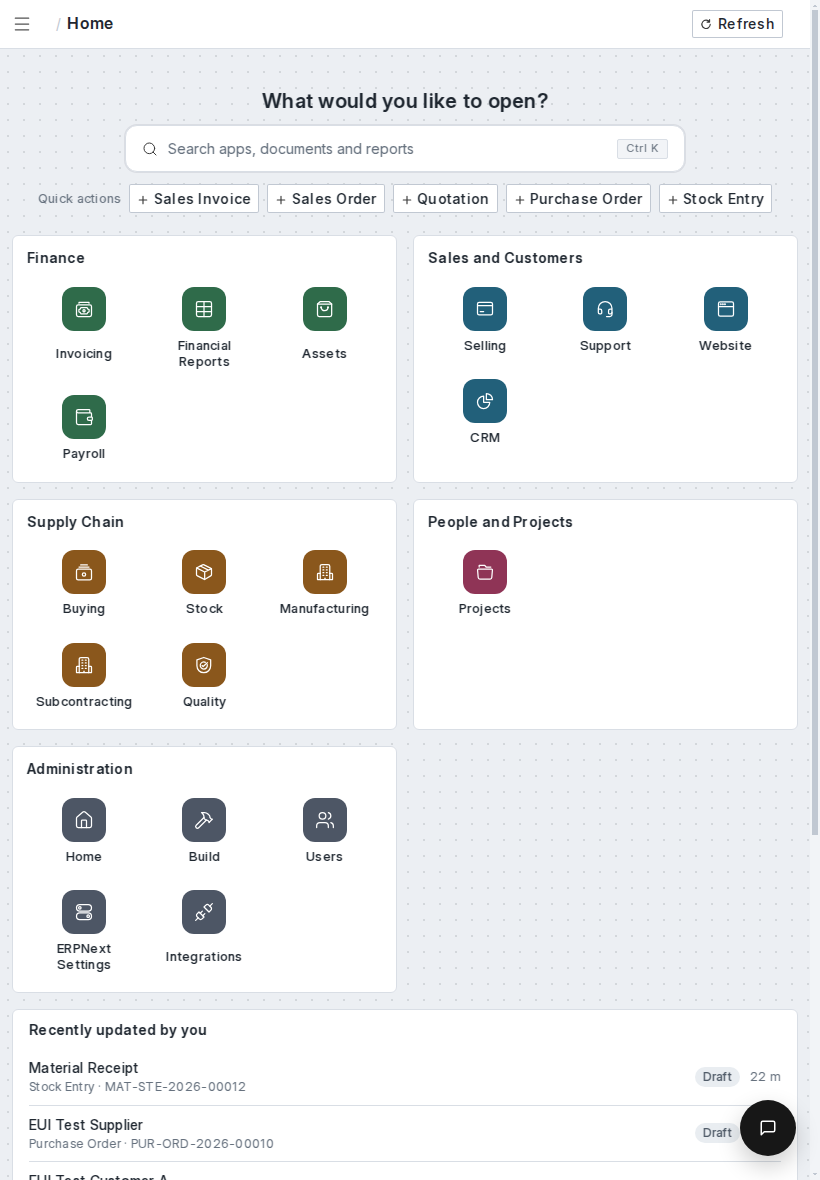 / Home
Refresh
What would you like to open?
Search apps, documents and reports
Ctrl K
Quick actions
+ Sales Invoice
+ Sales Order
+ Quotation
+ Purchase Order
+ Stock Entry
Finance
Invoicing
Financial
Reports
Assets
Payroll
Sales and Customers
Selling
Support
Website
CRM
Supply Chain
Buying
Stock
Manufacturing
Subcontracting
Quality
People and Projects
Projects
Administration
Home
Build
Users
ERPNext
Settings
Integrations
Recently updated by you
Material Receipt
Stock Entry · MAT-STE-2026-00012
Draft
22 m
EUI Test Supplier
Purchase Order · PUR-ORD-2026-00010
Draft
EUI Test Customer A